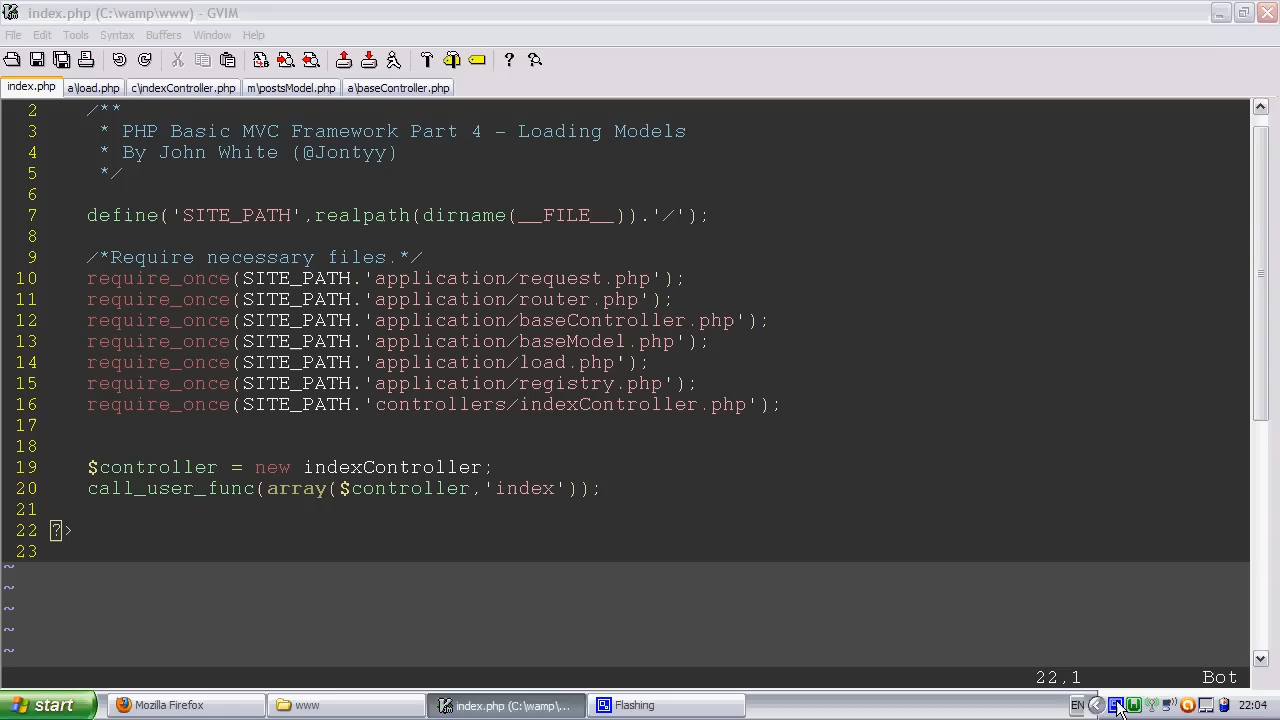 index.php (C:\wamp\www) - GVIM
File Edit Tools Syntax Buffers Window Help
index.php a\load.php c\indexController.php m\postsModel.php a\baseController.php
2 /**
3 * PHP Basic MVC Framework Part 4 - Loading Models
4 * By John White (@Jontyy)
5 */
6
7 define('SITE_PATH',realpath(dirname(__FILE__)).'/');
8
9 /*Require necessary files.*/
10 require_once(SITE_PATH.'application/request.php');
11 require_once(SITE_PATH.'application/router.php');
12 require_once(SITE_PATH.'application/baseController.php');
13 require_once(SITE_PATH.'application/baseModel.php');
14 require_once(SITE_PATH.'application/load.php');
15 require_once(SITE_PATH.'application/registry.php');
16 require_once(SITE_PATH.'controllers/indexController.php');
17
18
19 $controller = new indexController;
20 call_user_func(array($controller,'index'));
21
22 ?>
23
~
~
~
~
~
22,1 Bot
start Mozilla Firefox www index.php (C:\wamp\... Flashing EN 22:04